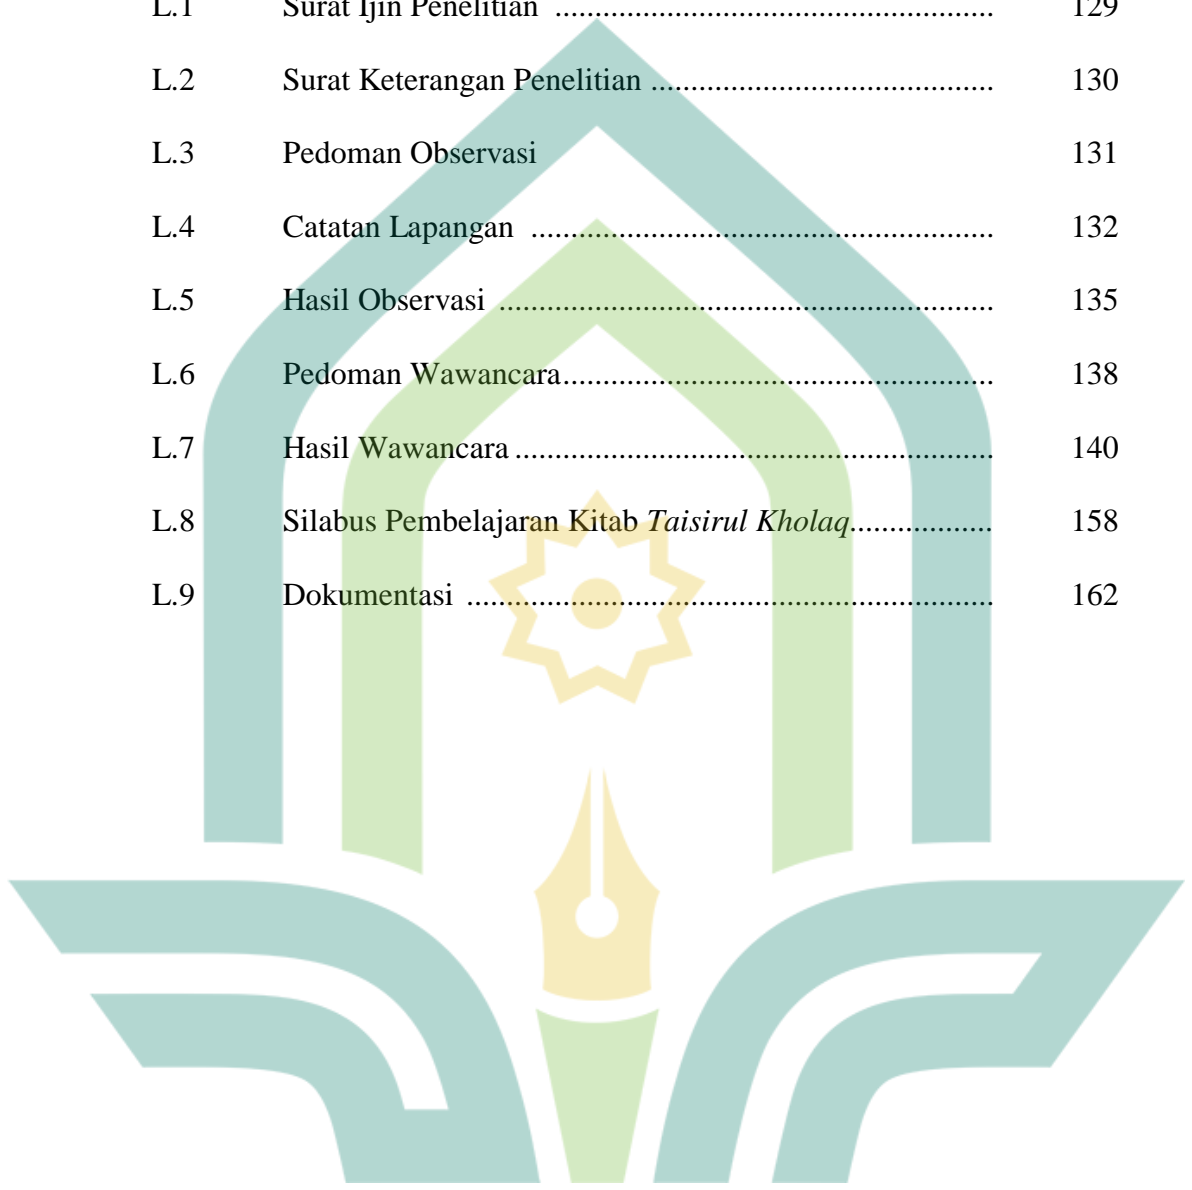 L.1 Surat Ijin Penelitian ........................................................ 129
L.2 Surat Keterangan Penelitian ........................................... 130
L.3 Pedoman Observasi 131
L.4 Catatan Lapangan .......................................................... 132
L.5 Hasil Observasi .............................................................. 135
L.6 Pedoman Wawancara...................................................... 138
L.7 Hasil Wawancara ............................................................ 140
L.8 Silabus Pembelajaran Kitab Taisirul Kholaq.................. 158
L.9 Dokumentasi .................................................................. 162